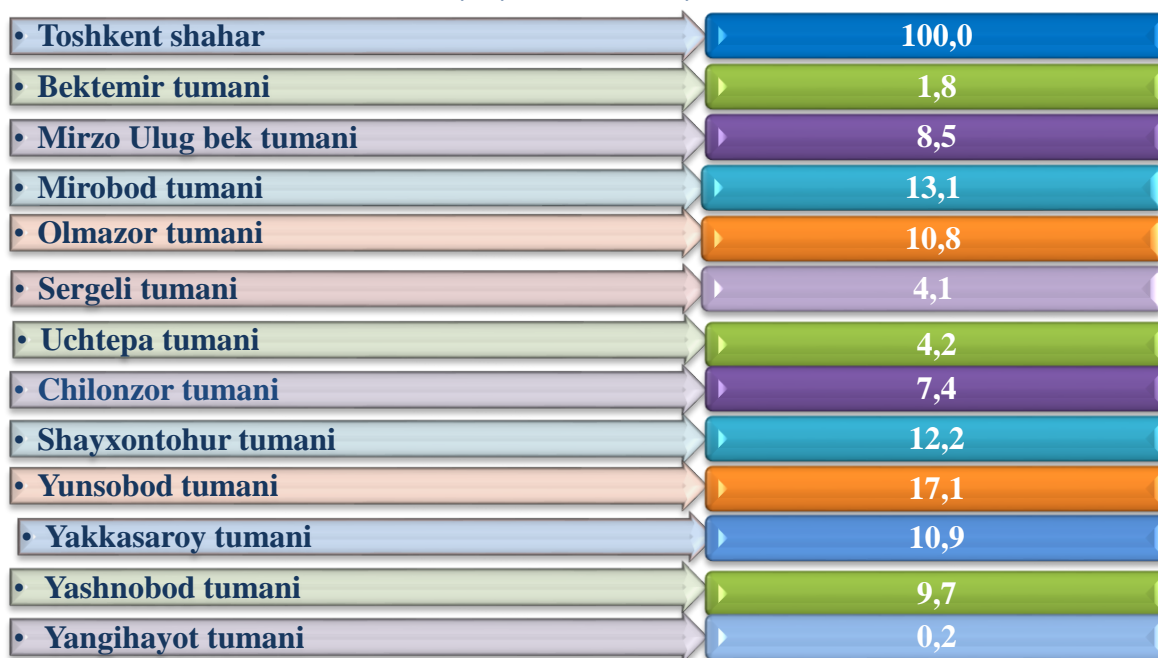 • Toshkent shahar 100,0
• Bektemir tumani 1,8
• Mirzo Ulug bek tumani 8,5
• Mirobod tumani 13,1
• Olmazor tumani 10,8
• Sergeli tumani 4,1
• Uchtepa tumani 4,2
• Chilonzor tumani 7,4
• Shayxontohur tumani 12,2
• Yunsobod tumani 17,1
• Yakkasaroy tumani 10,9
• Yashnobod tumani 9,7
• Yangihayot tumani 0,2